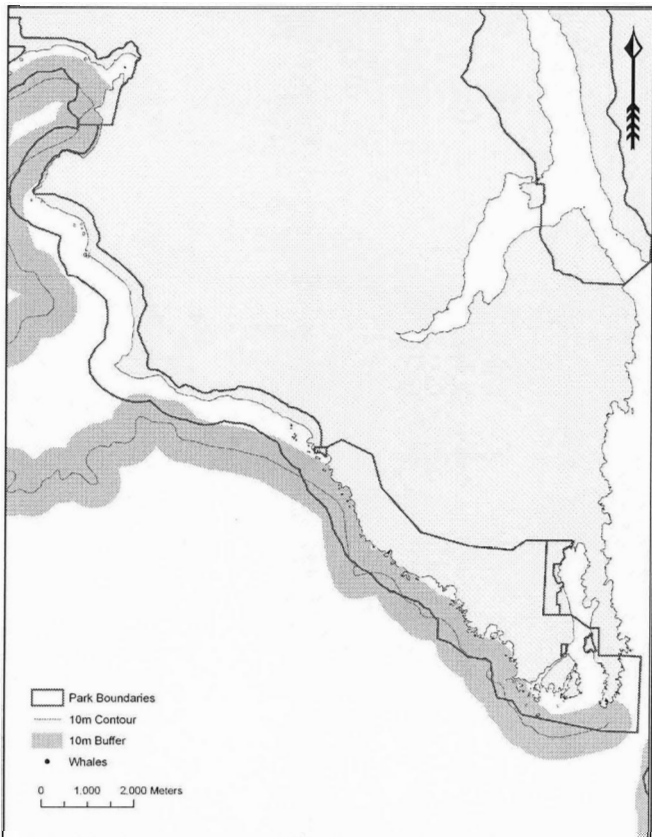 Park Boundaries
10m Contour
10m Buffer
Whales
0 1.000 2.000 Meters